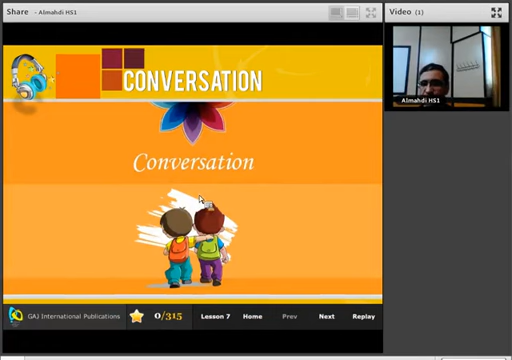 Share - Almahdi HS1
Video (1)
CONVERSATION
Almahdi HS1
Conversation
GAJ International Publications
0/315
Lesson 7
Home
Prev
Next
Replay